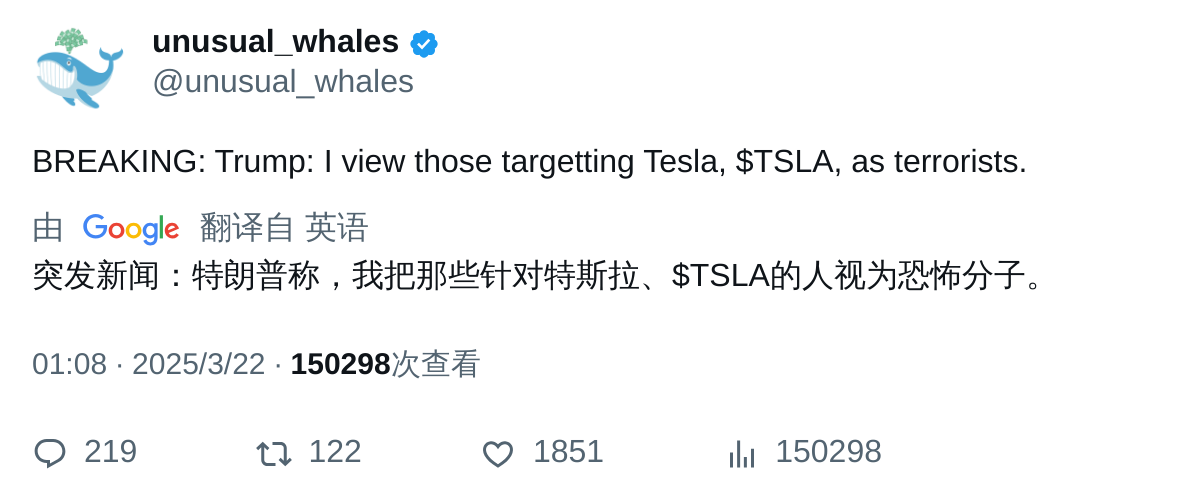 unusual_whales
@unusual_whales
BREAKING: Trump: I view those targetting Tesla, $TSLA, as terrorists.
由 Google 翻译自 英语
突发新闻：特朗普称，我把那些针对特斯拉、$TSLA的人视为恐怖分子。
01:08 · 2025/3/22 · 150298次查看
219 122 1851 150298